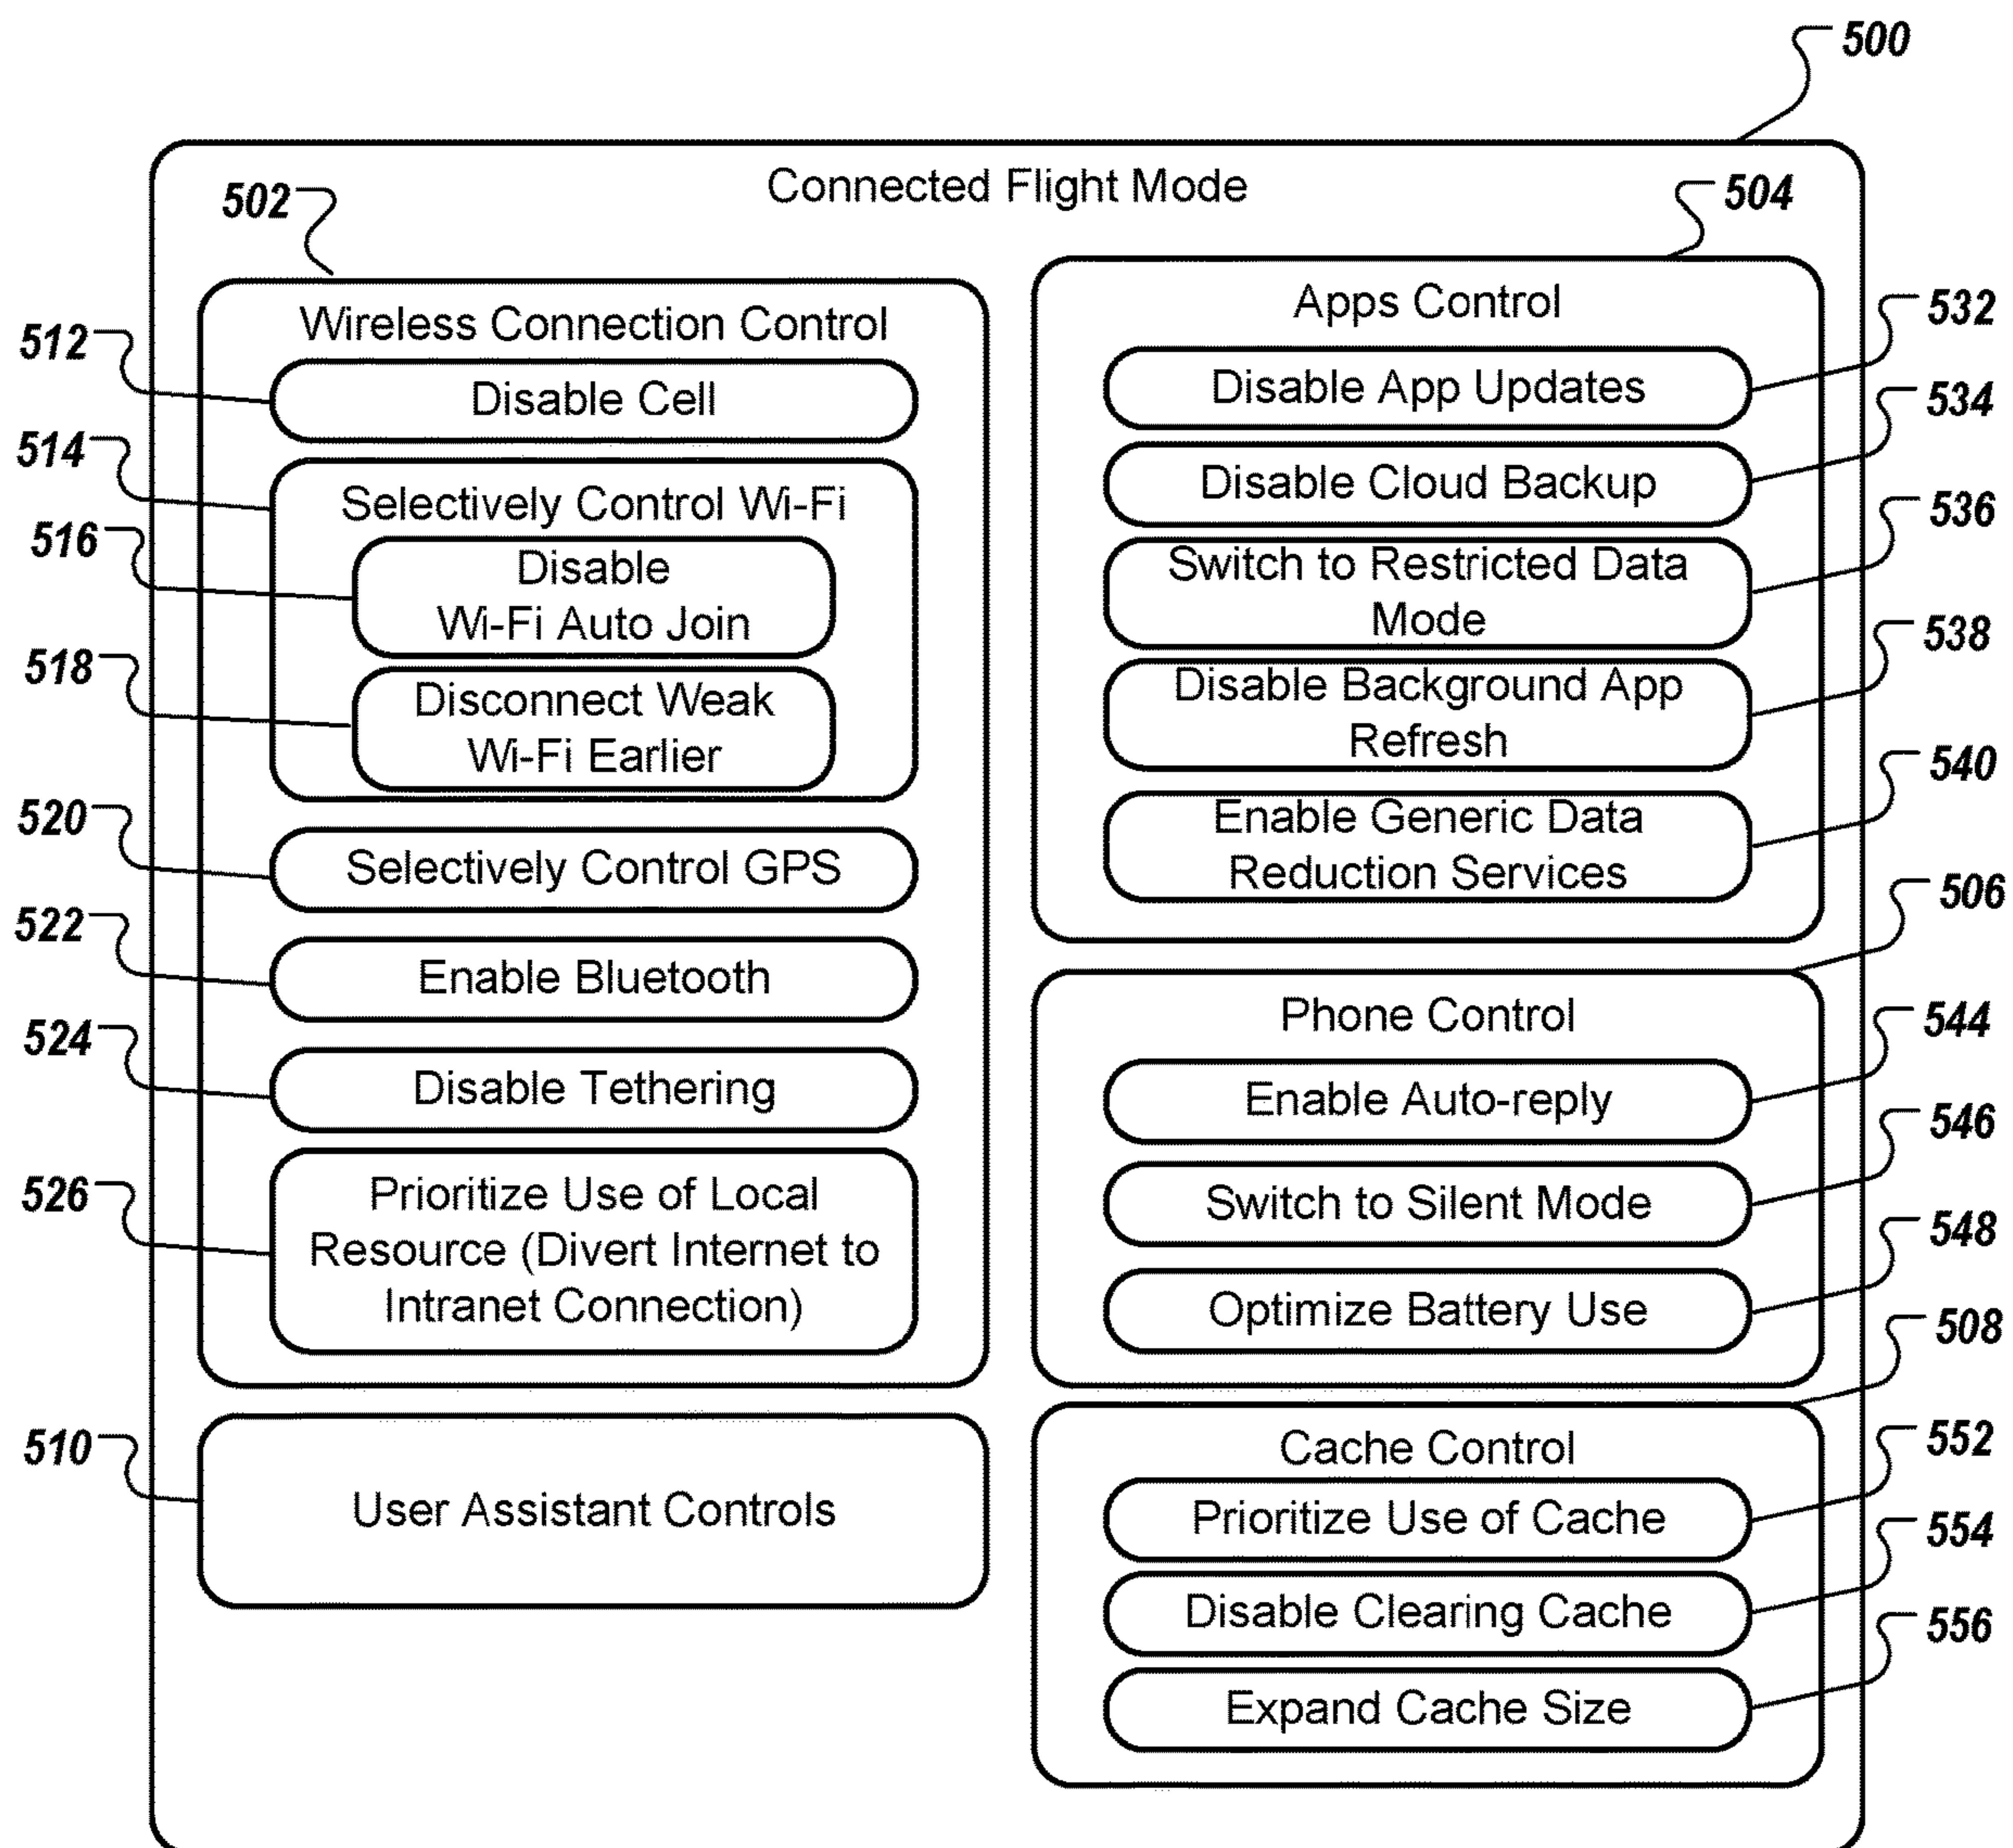 500
Connected Flight Mode
502
Wireless Connection Control
512
Disable Cell
514
Selectively Control Wi-Fi
516
Disable
Wi-Fi Auto Join
518
Disconnect Weak
Wi-Fi Earlier
520
Selectively Control GPS
522
Enable Bluetooth
524
Disable Tethering
526
Prioritize Use of Local
Resource (Divert Internet to
Intranet Connection)
510
User Assistant Controls
504
Apps Control
532
Disable App Updates
534
Disable Cloud Backup
536
Switch to Restricted Data
Mode
538
Disable Background App
Refresh
540
Enable Generic Data
Reduction Services
506
Phone Control
544
Enable Auto-reply
546
Switch to Silent Mode
548
Optimize Battery Use
508
Cache Control
552
Prioritize Use of Cache
554
Disable Clearing Cache
556
Expand Cache Size